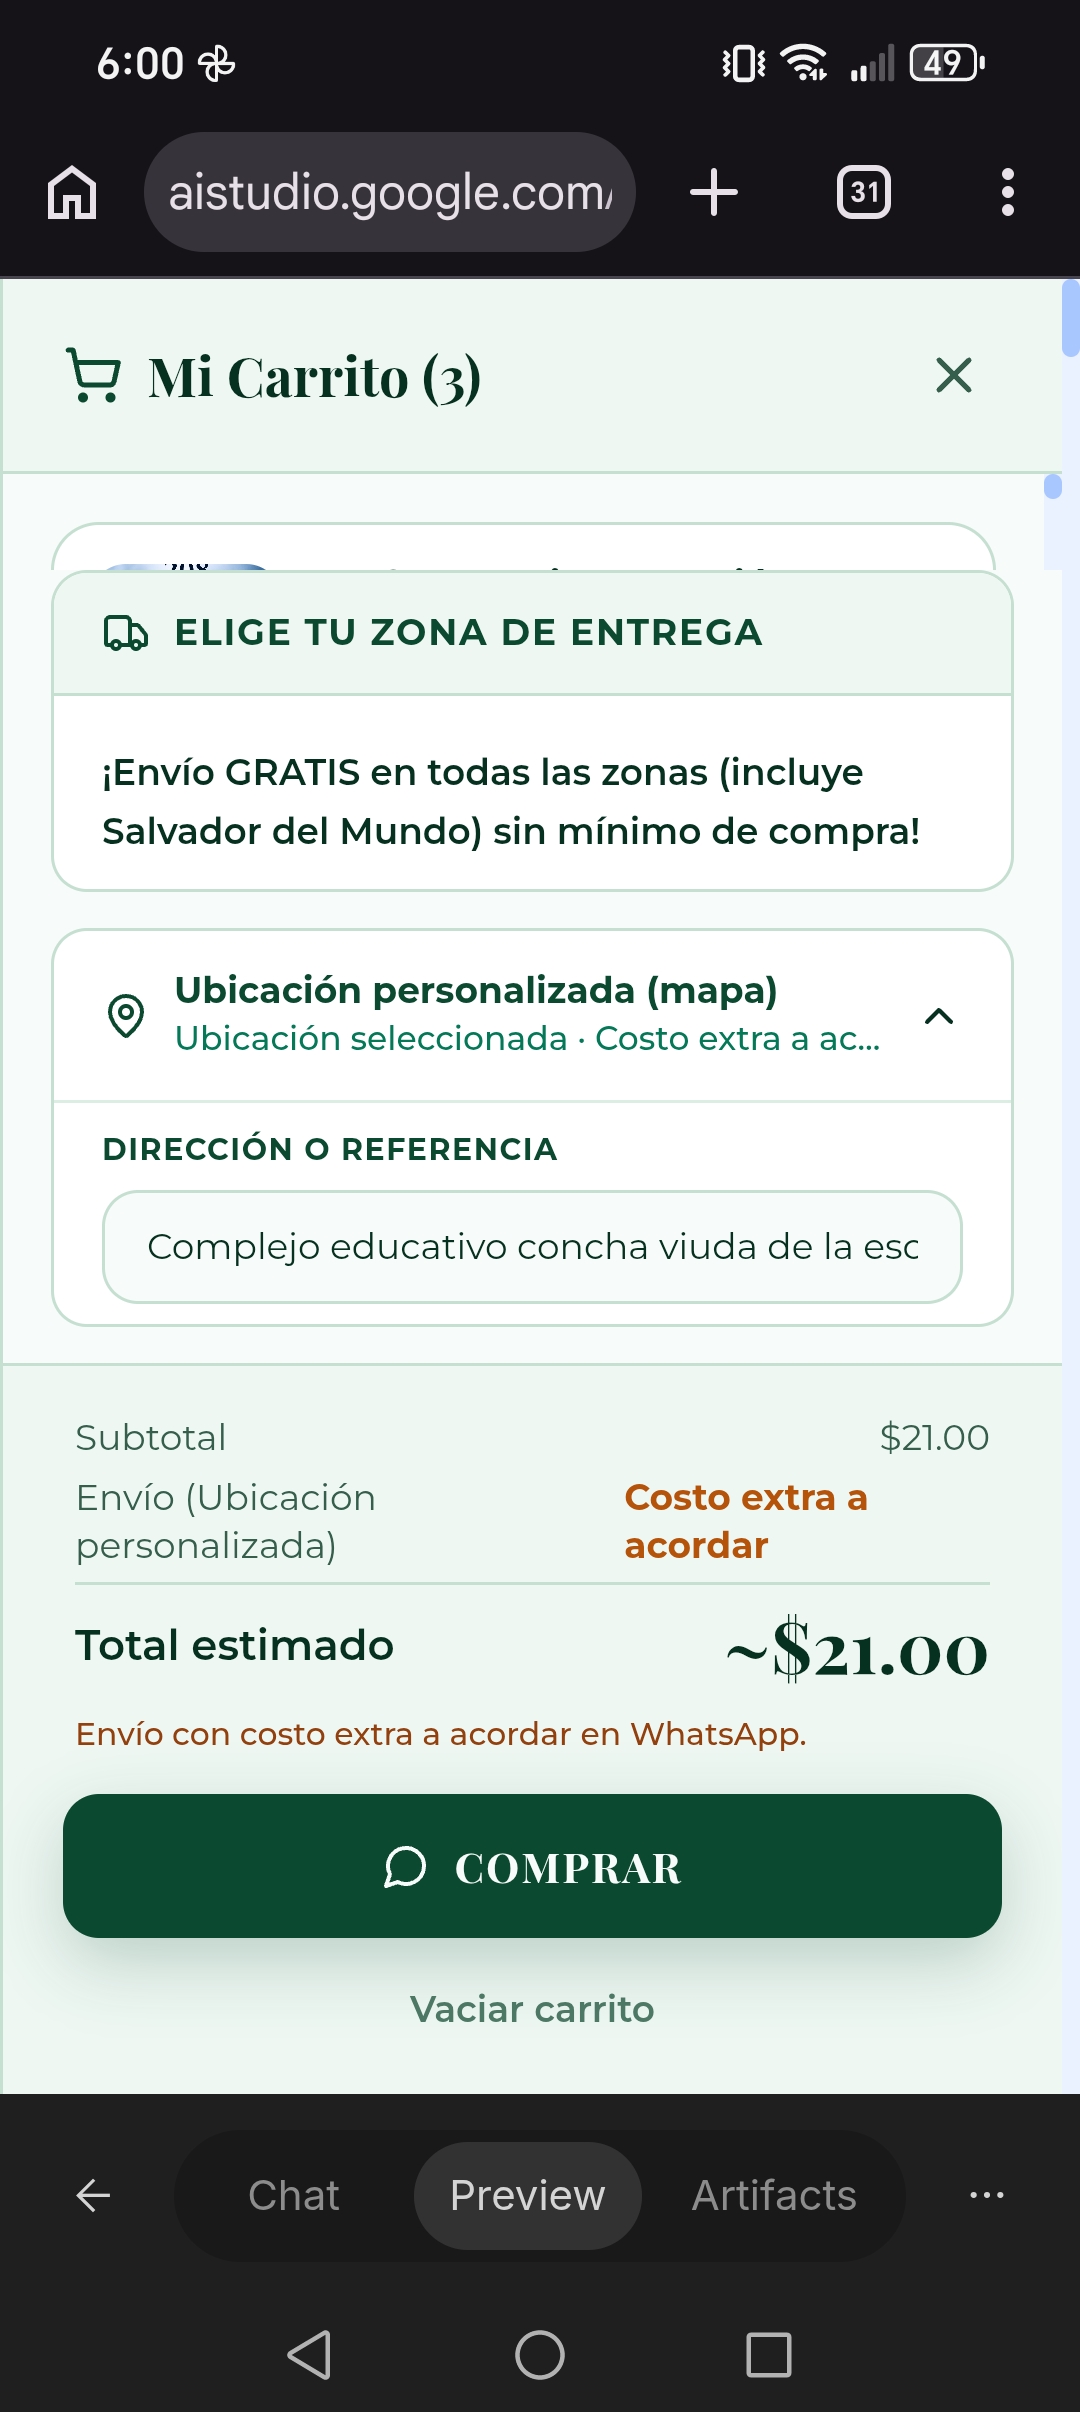 6:00
49
aistudio.google.com/
31
Mi Carrito (3)
ELIGE TU ZONA DE ENTREGA
¡Envío GRATIS en todas las zonas (incluye
Salvador del Mundo) sin mínimo de compra!
Ubicación personalizada (mapa)
Ubicación seleccionada · Costo extra a ac...
DIRECCIÓN O REFERENCIA
Complejo educativo concha viuda de la esc
Subtotal
$21.00
Envío (Ubicación
personalizada)
Costo extra a
acordar
Total estimado
~$21.00
Envío con costo extra a acordar en WhatsApp.
COMPRAR
Vaciar carrito
Chat
Preview
Artifacts